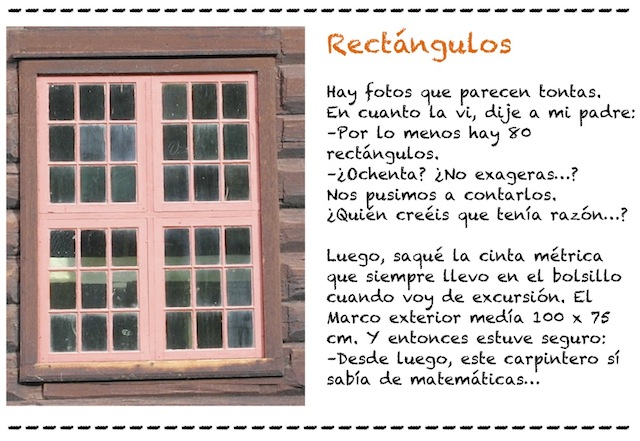 Rectángulos
Hay fotos que parecen tontas.
En cuanto la vi, dije a mi padre:
-Por lo menos hay 80
rectángulos.
-¿Ochenta? ¿No exageras...?
Nos pusimos a contarlos.
¿Quién creéis que tenía razón...?
Luego, saqué la cinta métrica
que siempre llevo en el bolsillo
cuando voy de excursión. El
Marco exterior medía 100 x 75
cm. Y entonces estuve seguro:
-Desde luego, este carpintero sí
sabía de matemáticas...